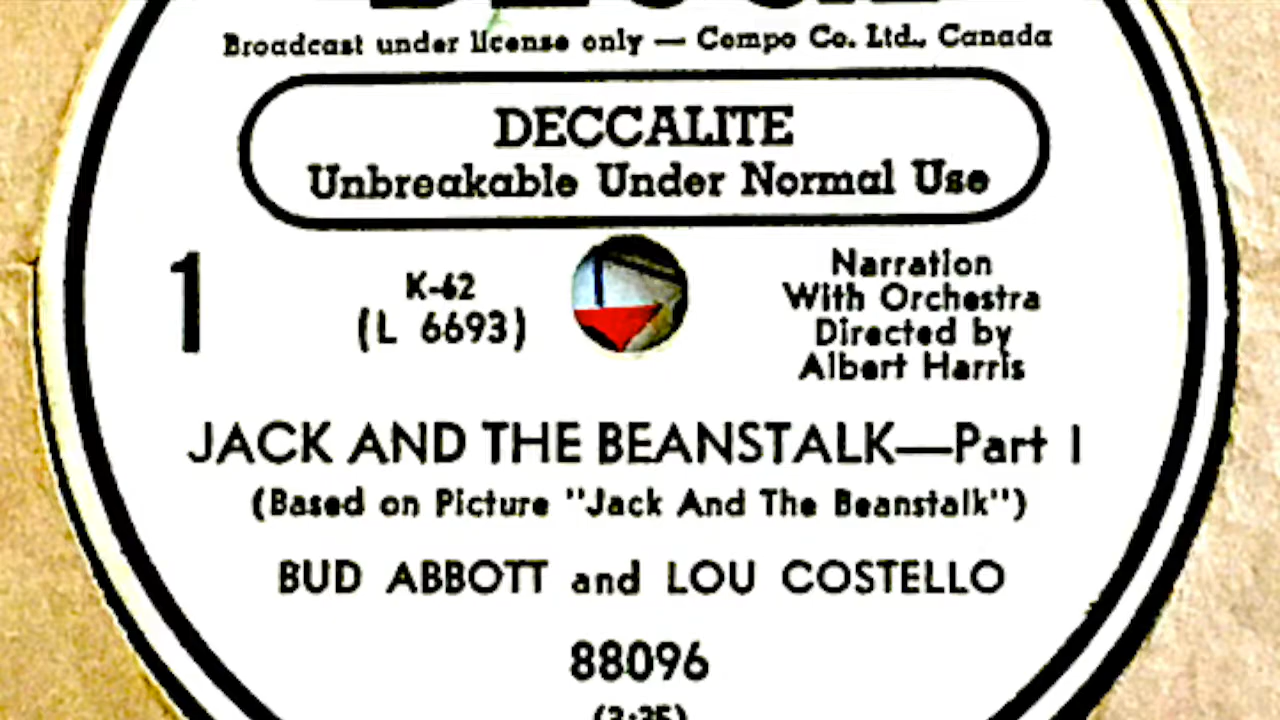 Broadcast under license only — Compo Co. Ltd., Canada
DECCALITE
Unbreakable Under Normal Use
1
K-62
(L 6693)
Narration
With Orchestra
Directed by
Albert Harris
JACK AND THE BEANSTALK—Part 1
(Based on Picture "Jack And The Beanstalk")
BUD ABBOTT and LOU COSTELLO
88096